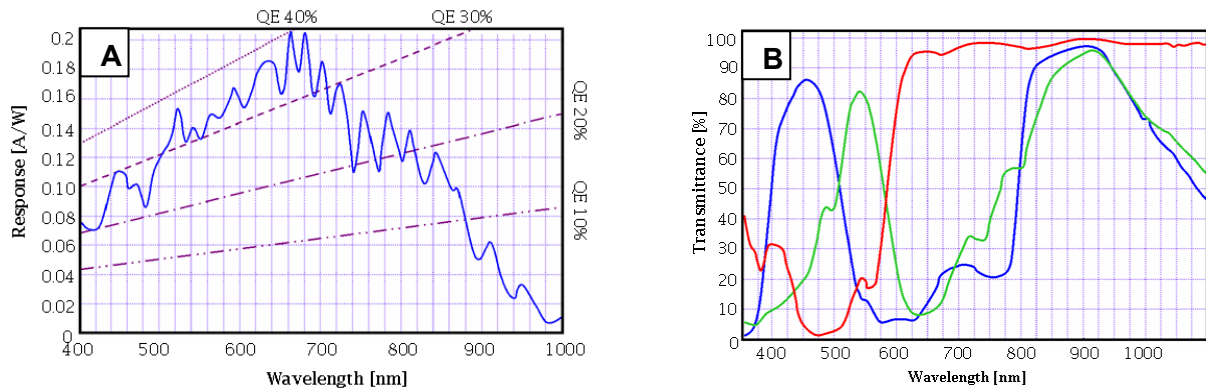 QE 40%
QE 30%
A
0.2
0.18
0.16
0.14
0.12
0.10
0.08
0.06
0.04
0.02
0
Response [A/W]
QE 20%
QE 10%
400 500 600 700 800 900 1000
Wavelength [nm]
B
100
90
80
70
60
50
40
30
20
10
0
Transmittance [%]
400 500 600 700 800 900 1000
Wavelength [nm]